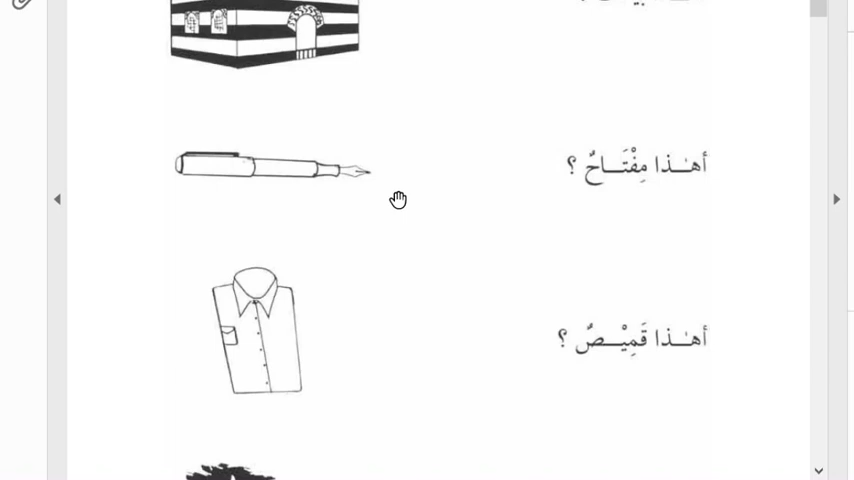 أهٰذا مِفْتَاحٌ ؟
أهٰذا قَمِيْصٌ ؟